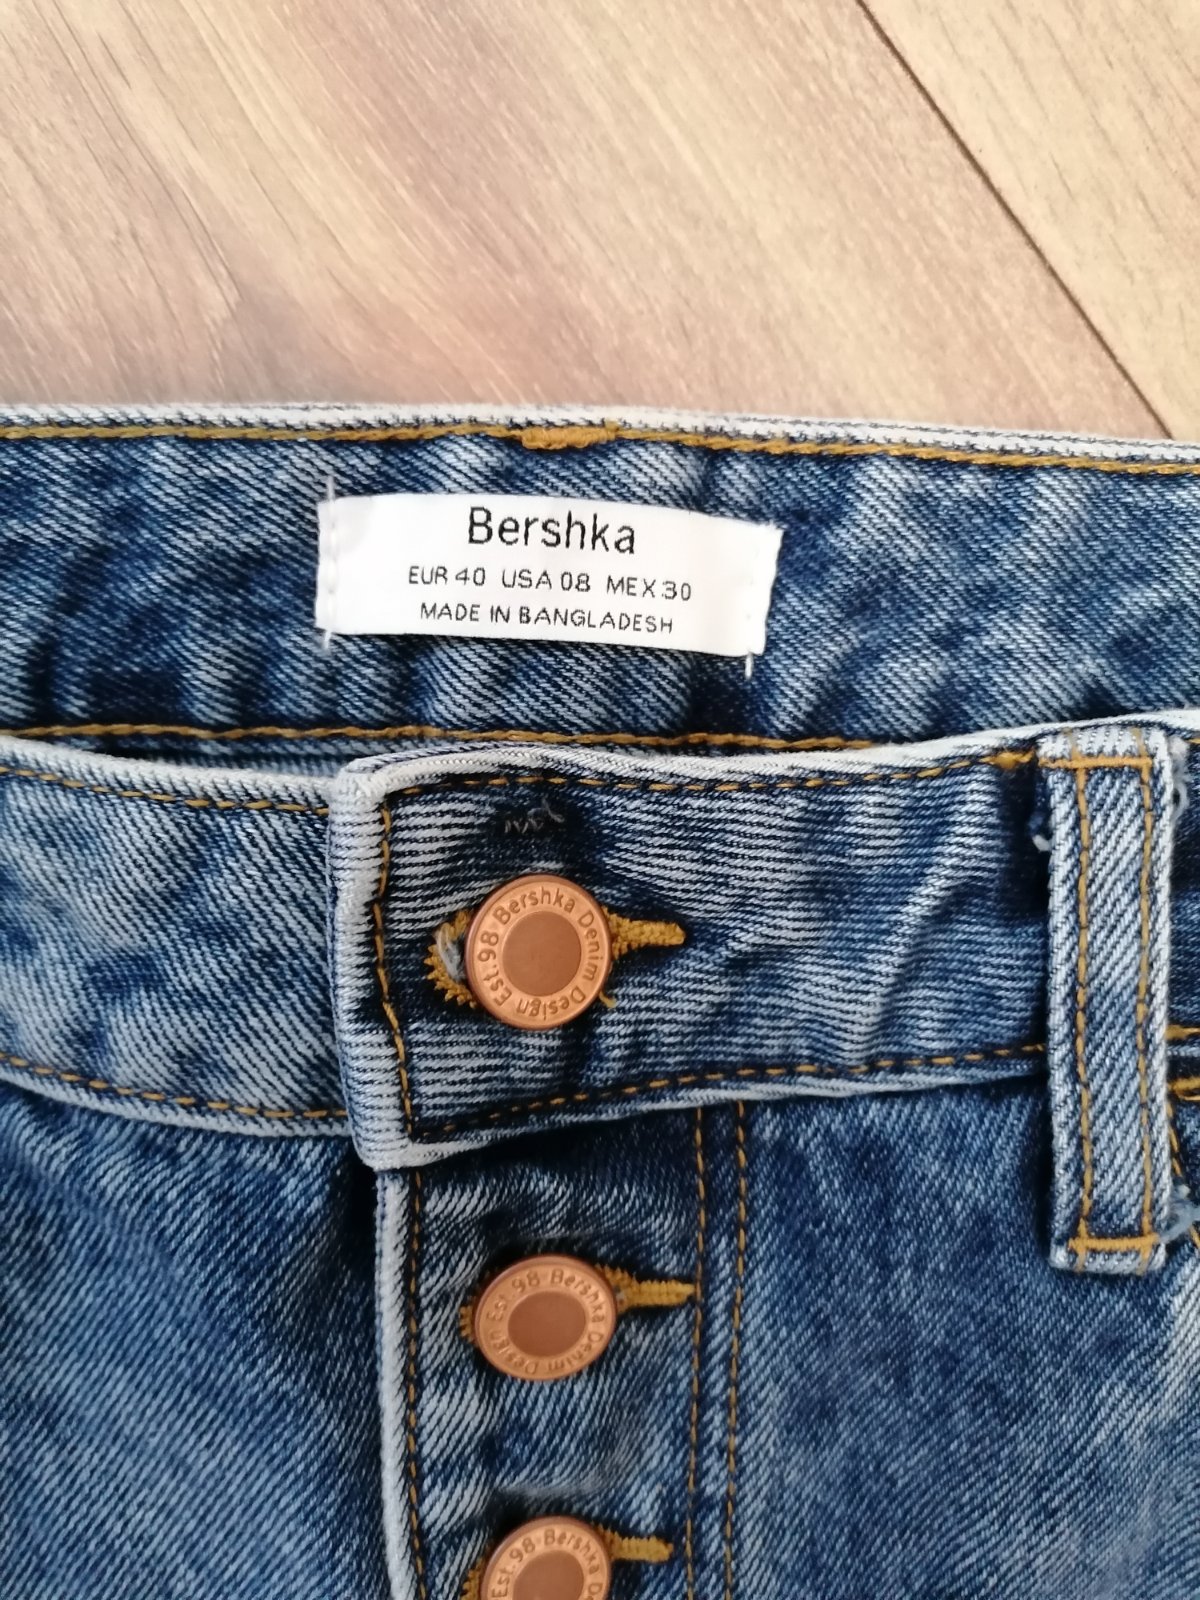 Bershka
EUR 40 USA 08 MEX 30
MADE IN BANGLADESH
Bershka Denim Design Est. 98
Bershka Denim Design Est. 98
Est. 98 Bershka De